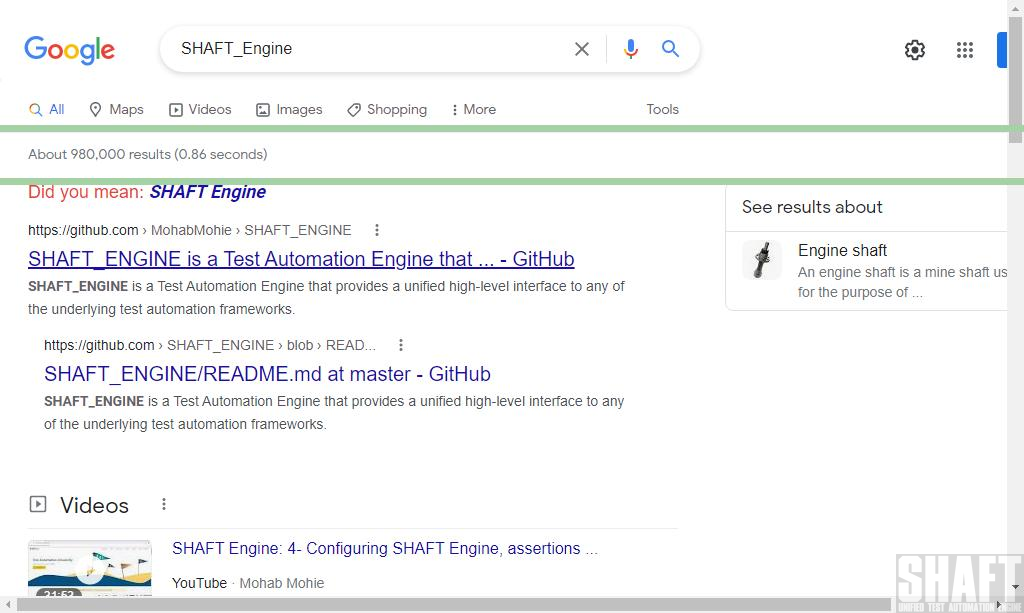 Google
SHAFT_Engine
All Maps Videos Images Shopping More Tools
About 980,000 results (0.86 seconds)
Did you mean: SHAFT Engine
https://github.com › MohabMohie › SHAFT_ENGINE
SHAFT_ENGINE is a Test Automation Engine that ... - GitHub
SHAFT_ENGINE is a Test Automation Engine that provides a unified high-level interface to any of
the underlying test automation frameworks.
https://github.com › SHAFT_ENGINE › blob › READ...
SHAFT_ENGINE/README.md at master - GitHub
SHAFT_ENGINE is a Test Automation Engine that provides a unified high-level interface to any
of the underlying test automation frameworks.
See results about
Engine shaft
An engine shaft is a mine shaft us
for the purpose of ...
Videos
SHAFT Engine: 4- Configuring SHAFT Engine, assertions ...
YouTube · Mohab Mohie
31:53
SHAFT
UNIFIED TEST AUTOMATION